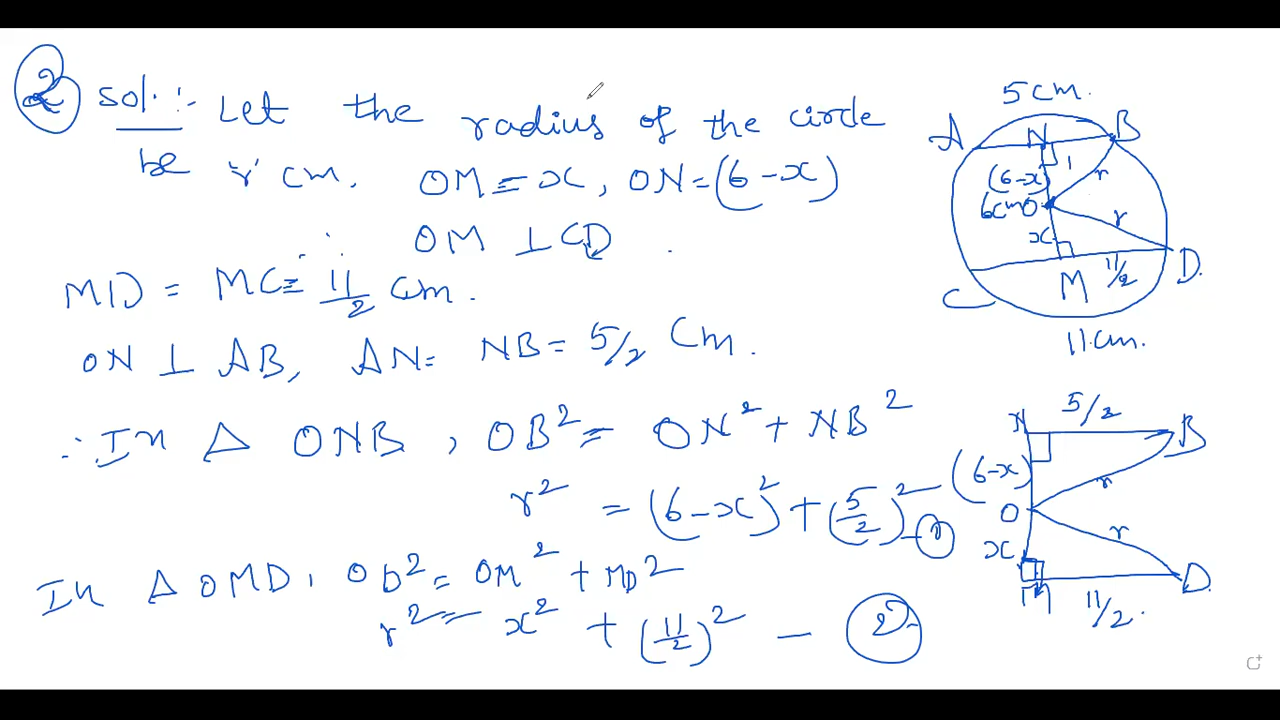 ② Sol. :- Let the radius of the circle
be r cm. OM = x, ON = (6-x)
∴ OM ⊥ CD
MD = MC = 11/2 cm.
ON ⊥ AB, AN = NB = 5/2 cm.
∴ In Δ ONB, OB² = ON² + NB²
r² = (6-x)² + (5/2)² - ①
In Δ OMD, OD² = OM² + MD²
r² = x² + (11/2)² - ②
5cm.
A N B
(6-x) 1 r
6cm O r
x
C M 11/2 D.
11cm.
N 5/2 B
(6-x) r
O
x r
M 11/2. D.